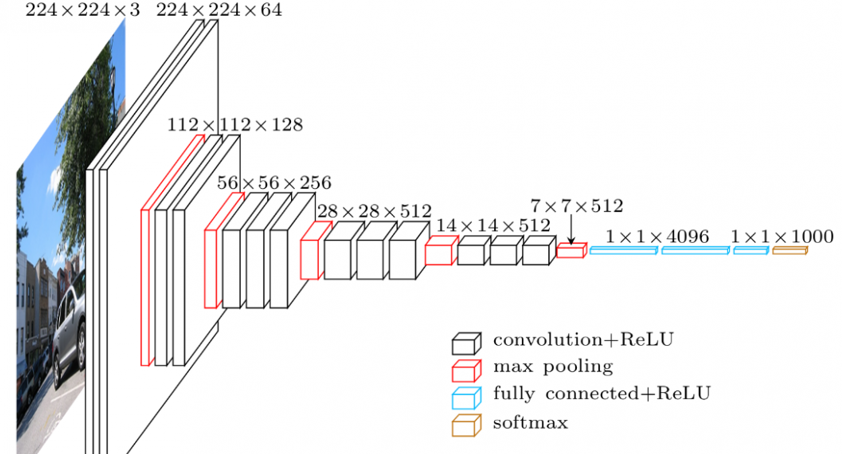 224×224×3
224×224×64
112×112×128
56×56×256
28×28×512
14×14×512
7×7×512
1×1×4096
1×1×1000
convolution+ReLU
max pooling
fully connected+ReLU
softmax